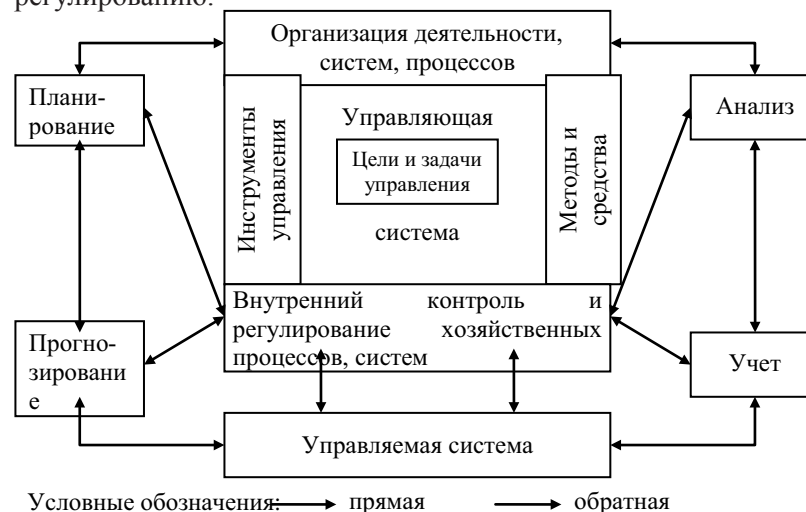 регулированию.
Организация деятельности,
систем, процессов
Плани-
рование
Анализ
Инструменты
управления
Управляющая
Цели и задачи
управления
система
Методы и
средства
Внутренний контроль и
регулирование хозяйственных
процессов, систем
Прогно-
зировани
е
Учет
Управляемая система
Условные обозначения: прямая обратная